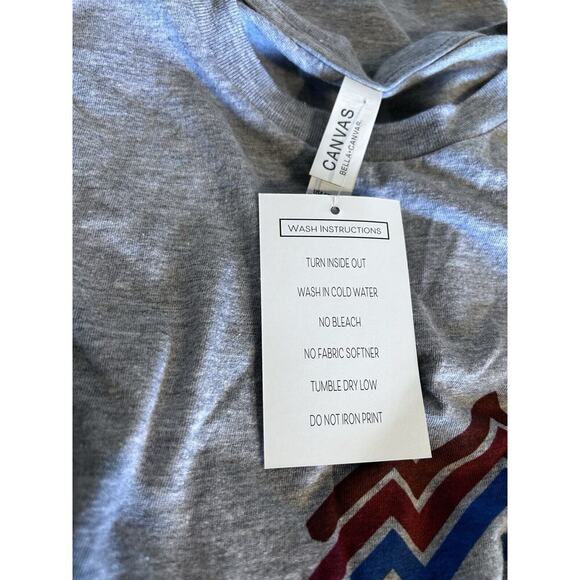 CANVAS
BELLA+CANVAS
WASH INSTRUCTIONS
TURN INSIDE OUT
WASH IN COLD WATER
NO BLEACH
NO FABRIC SOFTNER
TUMBLE DRY LOW
DO NOT IRON PRINT